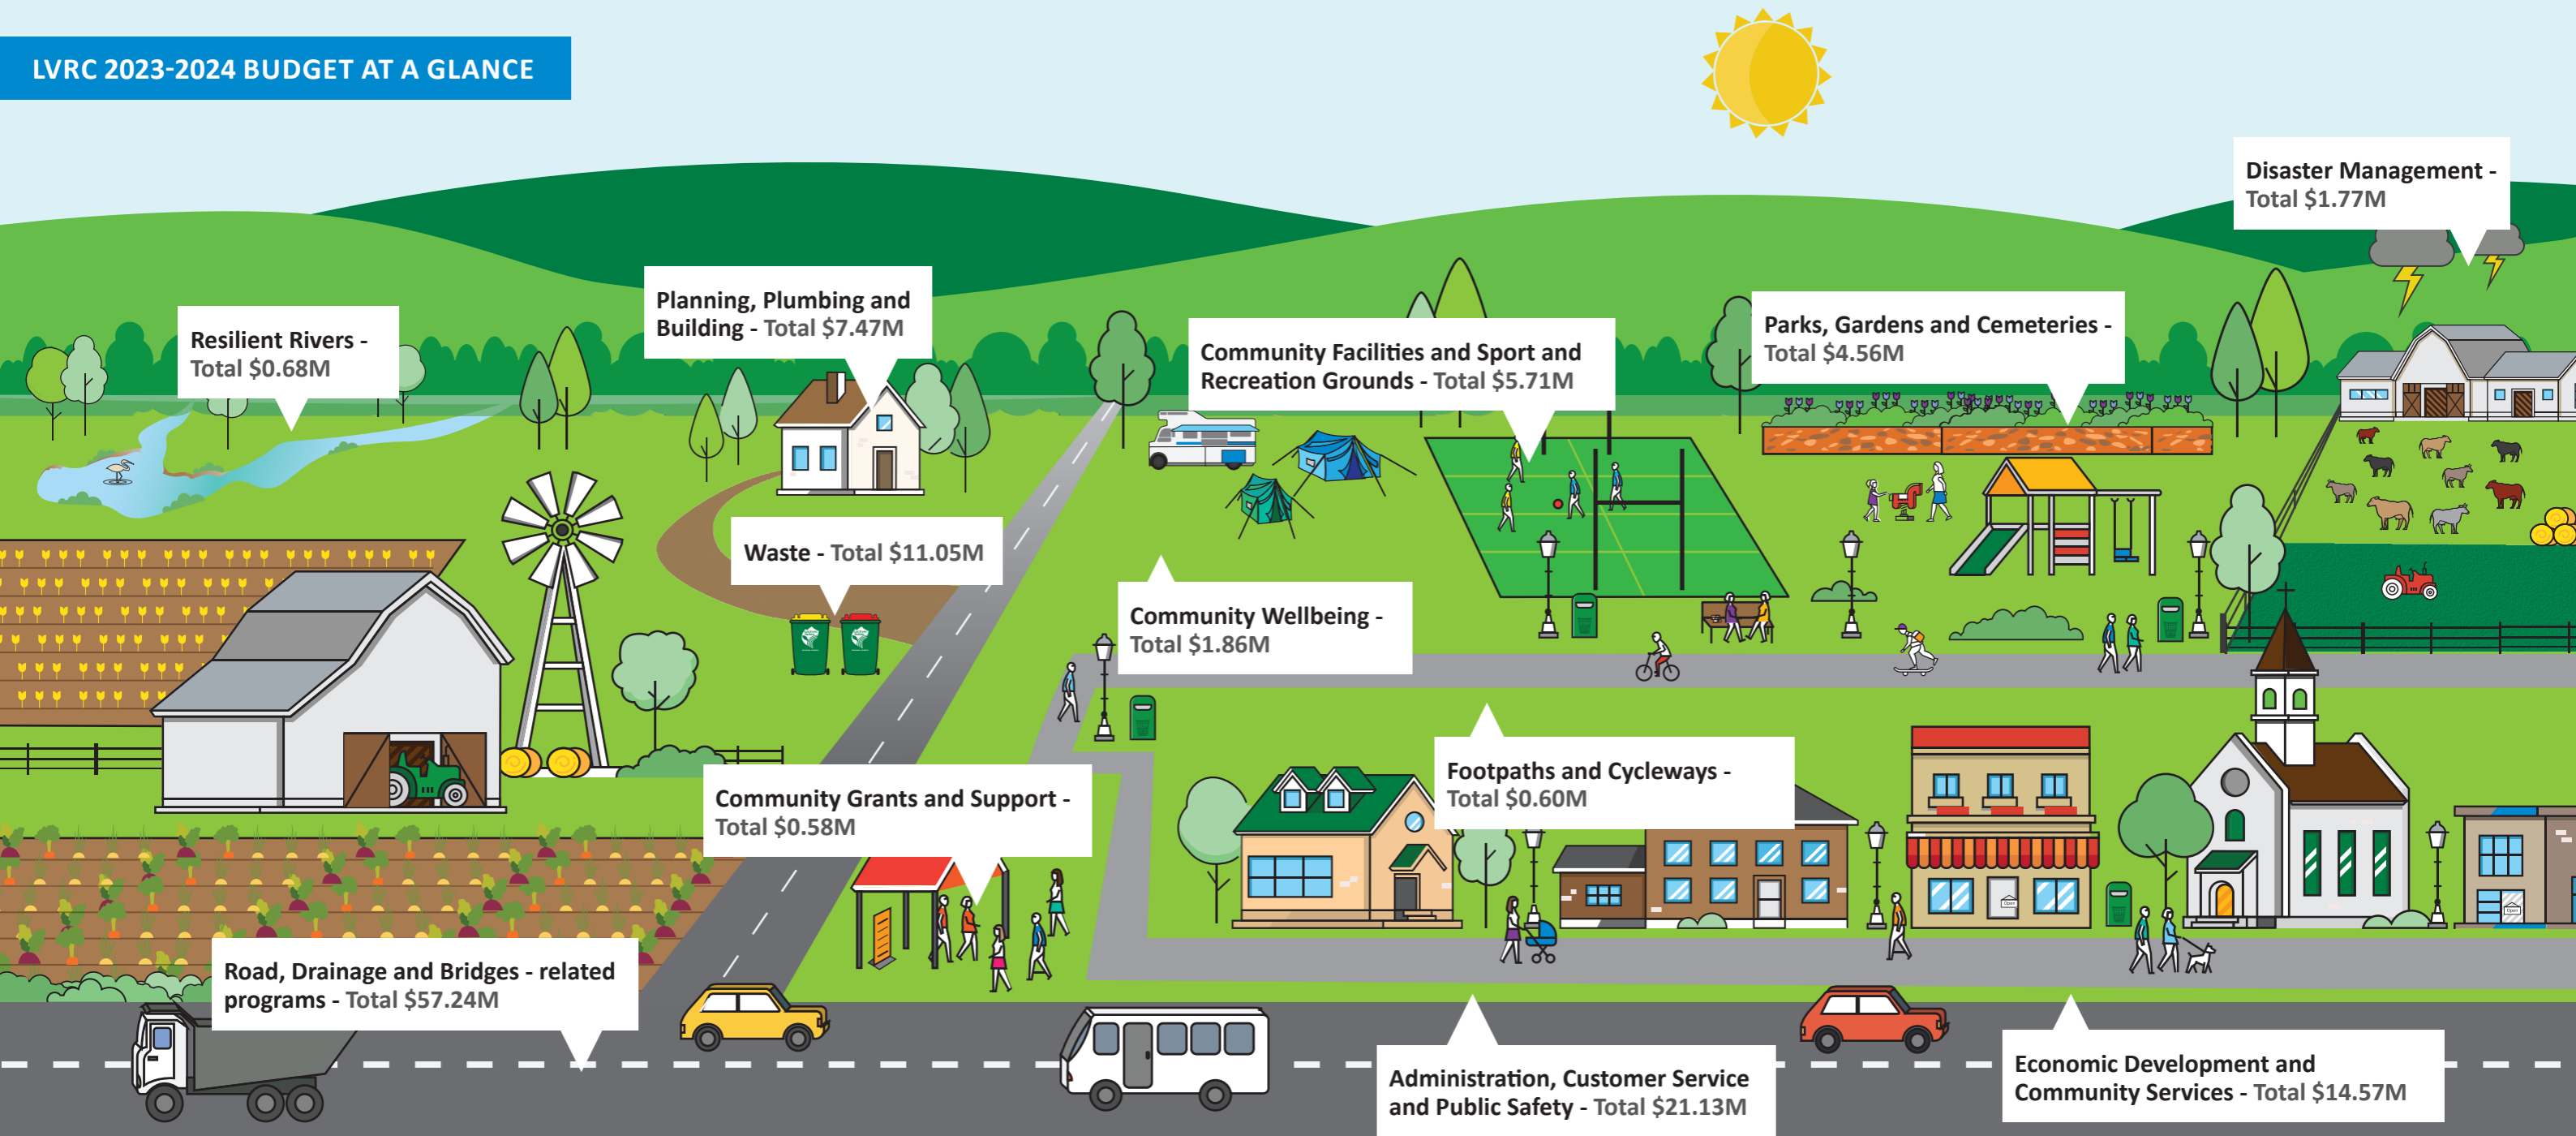 LVRC 2023-2024 BUDGET AT A GLANCE
Disaster Management -
Total $1.77M
Planning, Plumbing and
Building - Total $7.47M
Resilient Rivers -
Total $0.68M
Community Facilities and Sport and
Recreation Grounds - Total $5.71M
Parks, Gardens and Cemeteries -
Total $4.56M
Waste - Total $11.05M
Community Wellbeing -
Total $1.86M
Footpaths and Cycleways -
Total $0.60M
Community Grants and Support -
Total $0.58M
Open
Open
Road, Drainage and Bridges - related
programs - Total $57.24M
Administration, Customer Service
and Public Safety - Total $21.13M
Economic Development and
Community Services - Total $14.57M